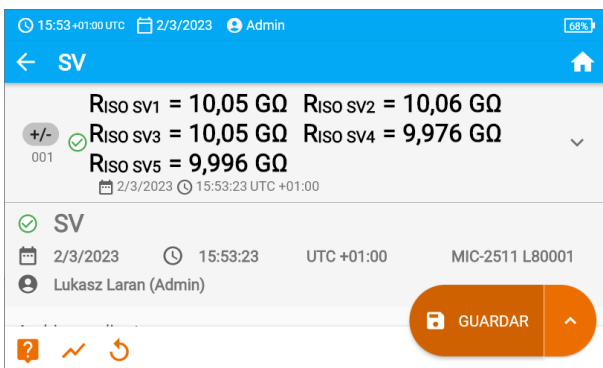 15:53 +01:00 UTC 2/3/2023 Admin 68%
SV
RISO SV1 = 10,05 GΩ RISO SV2 = 10,06 GΩ
+/- RISO SV3 = 10,05 GΩ RISO SV4 = 9,976 GΩ
001
RISO SV5 = 9,996 GΩ
2/3/2023 15:53:23 UTC +01:00
SV
2/3/2023 15:53:23 UTC +01:00 MIC-2511 L80001
Lukasz Laran (Admin)
GUARDAR
?